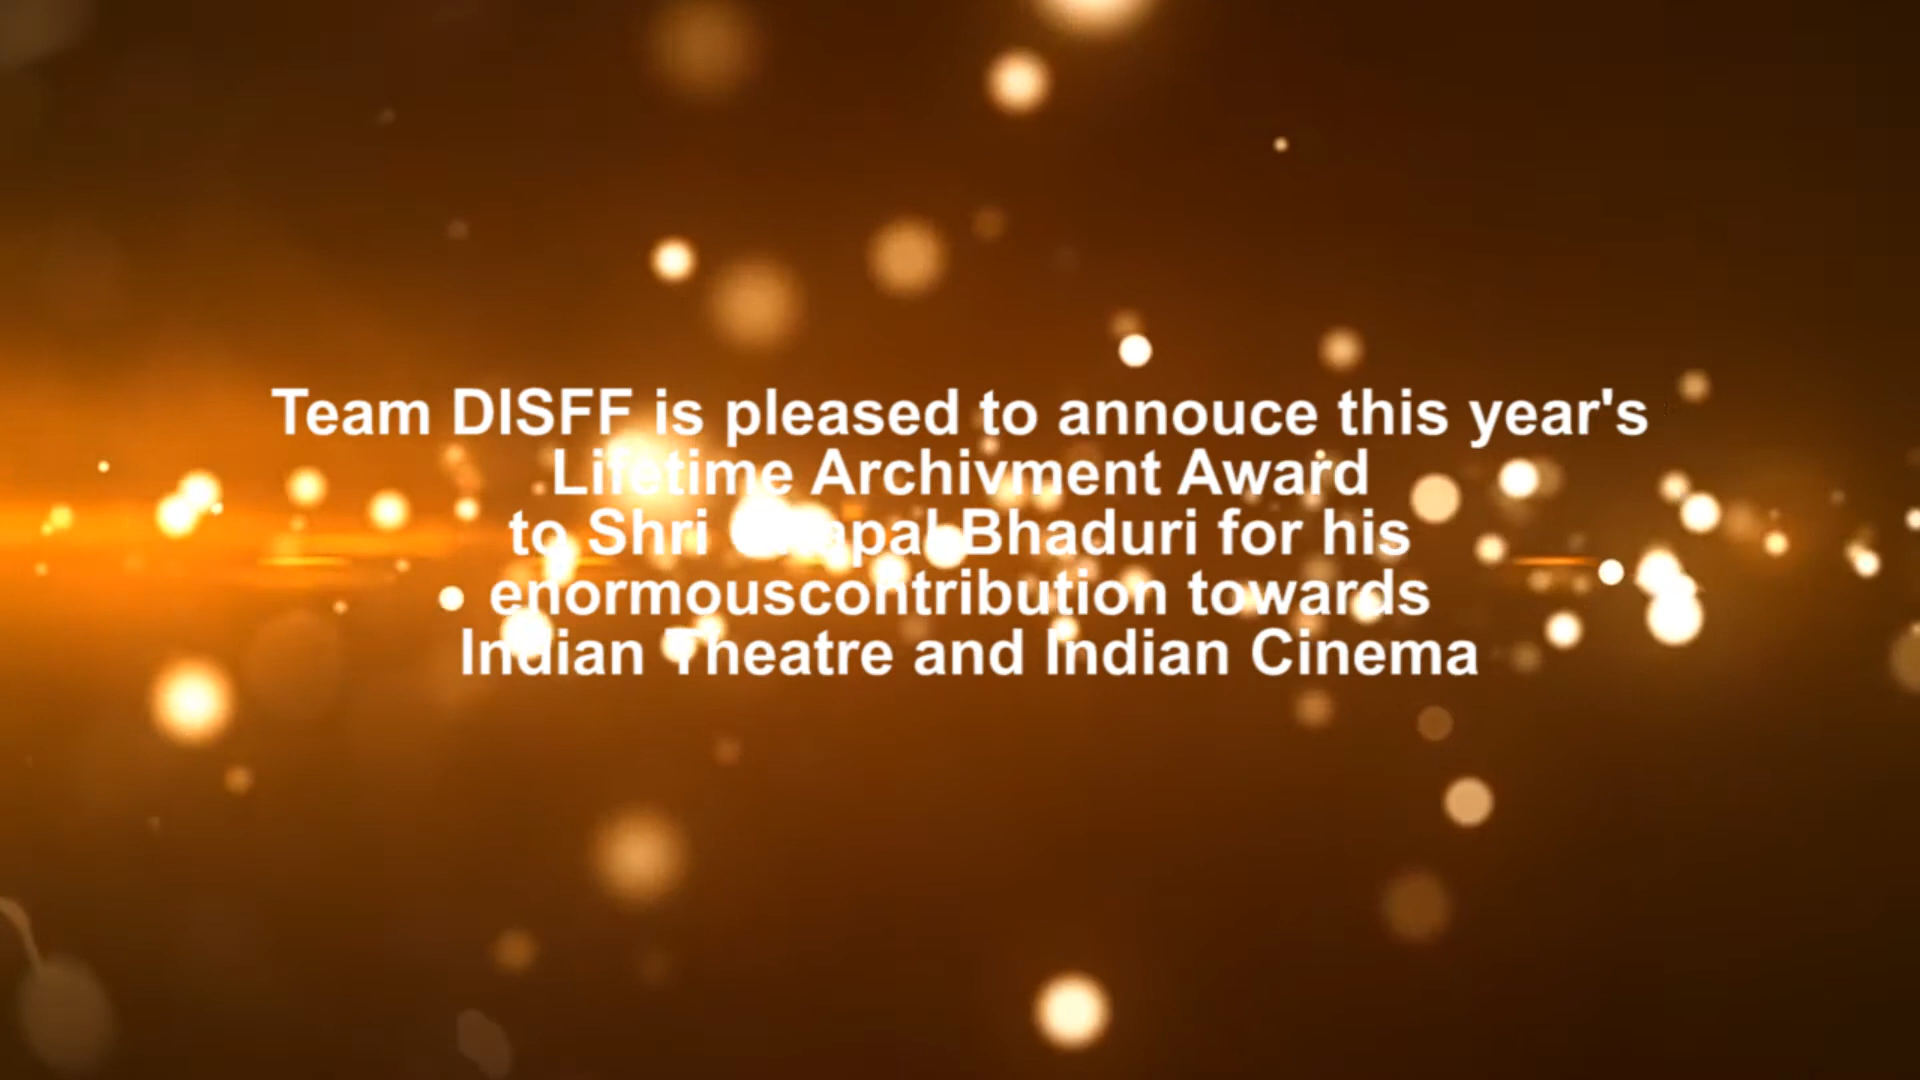 Team DISFF is pleased to annouce this year's
Lifetime Archivment Award
to Shri Bhaduri for his
enormouscontribution towards
Indian Theatre and Indian Cinema